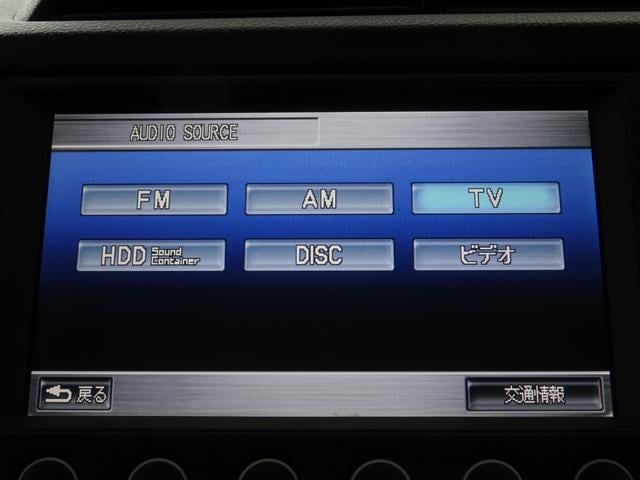 AUDIO SOURCE
FM AM TV
HDD Sound Container DISC ビデオ
戻る 交通情報